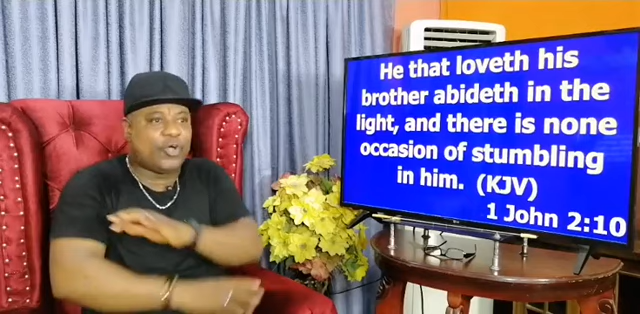 He that loveth his
brother abideth in the
light, and there is none
occasion of stumbling
in him. (KJV)
1 John 2:10